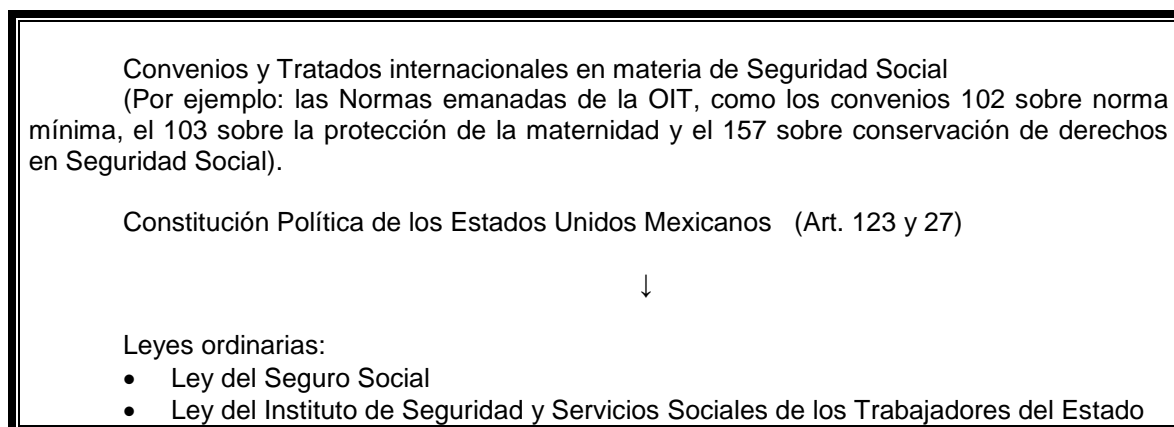 Convenios y Tratados internacionales en materia de Seguridad Social
(Por ejemplo: las Normas emanadas de la OIT, como los convenios 102 sobre norma
mínima, el 103 sobre la protección de la maternidad y el 157 sobre conservación de derechos
en Seguridad Social).
Constitución Política de los Estados Unidos Mexicanos (Art. 123 y 27)
↓
Leyes ordinarias:
• Ley del Seguro Social
• Ley del Instituto de Seguridad y Servicios Sociales de los Trabajadores del Estado